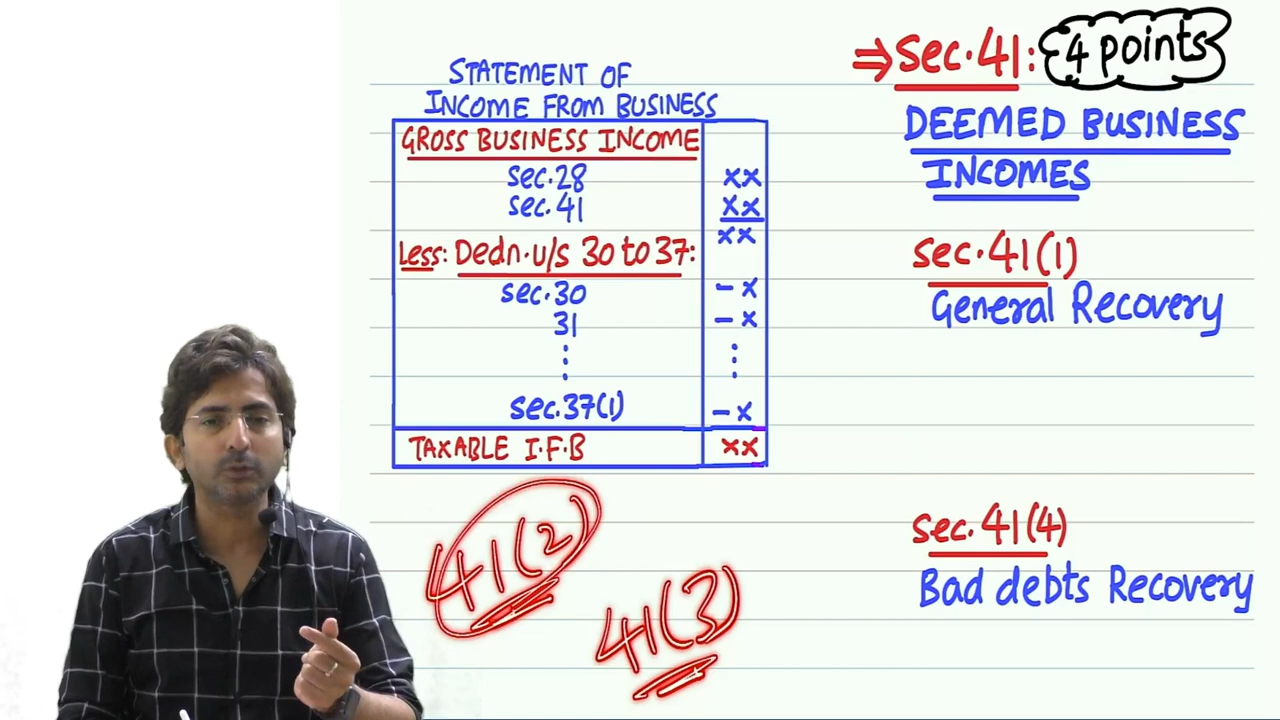 STATEMENT OF
INCOME FROM BUSINESS
GROSS BUSINESS INCOME
sec.28 xx
sec.41 xx
xx
Less: Dedn.u/s 30 to 37:
sec.30 - x
31 - x
⋮ ⋮
sec.37(1) - x
TAXABLE I.F.B xx
41(2)
41(3)
⇒ sec.41: 4 points
DEEMED BUSINESS
INCOMES
sec.41(1)
General Recovery
sec.41(4)
Bad debts Recovery